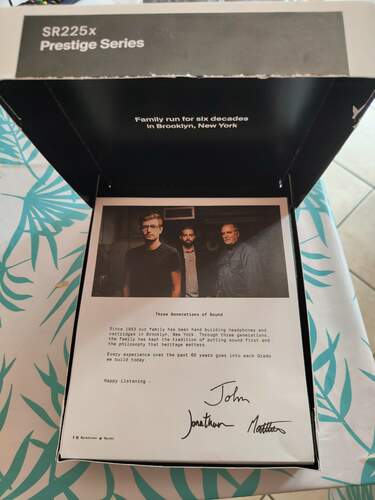 SR225x
Prestige Series
Family run for six decades
in Brooklyn, New York
Three Generations of Sound
Since 1953 our family has been hand building headphones and
cartridges in Brooklyn, New York. Through three generations,
the family has kept the tradition of putting sound first and
the philosophy that heritage matters.
Every experience over the past 60 years goes into each Grado
we build today
Happy Listening -
John
Jonathan Matthew